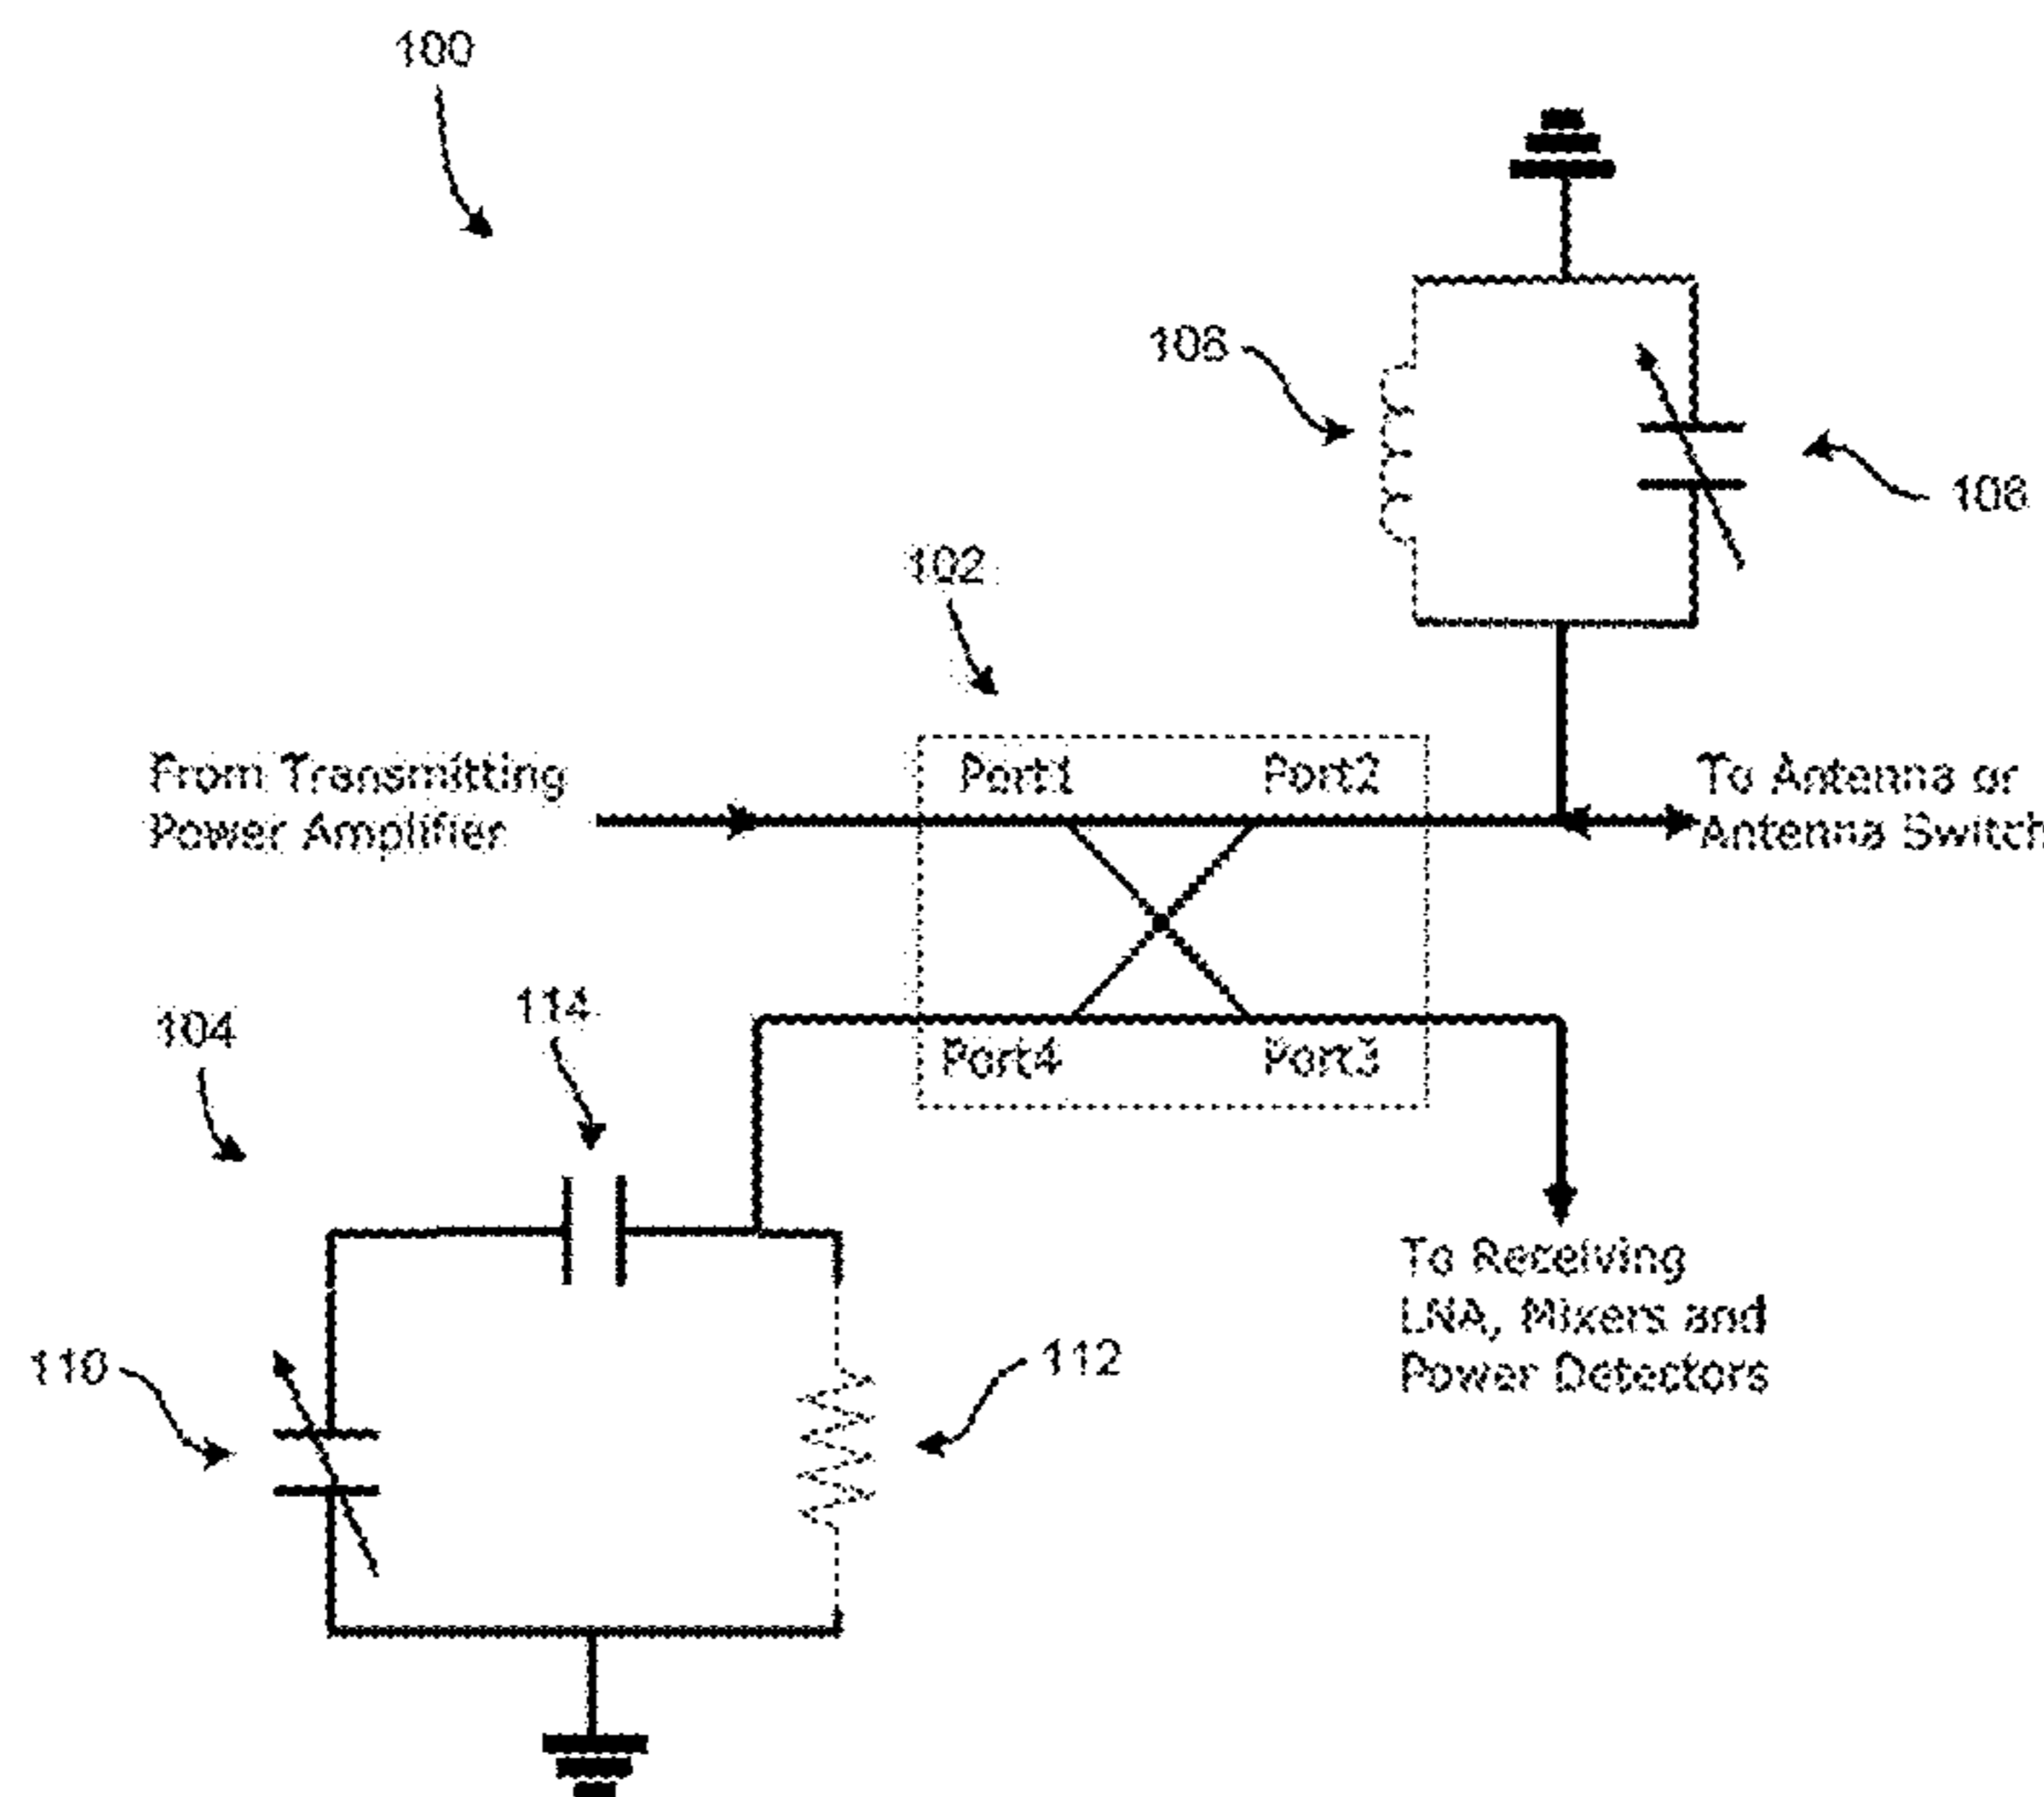 100
108
106
102
From Transmitting
Power Amplifier
Port1
Port2
To Antenna or
Antenna Switch
104
114
Port4
Port3
To Receiving
LNA, Mixers and
Power Detectors
110
112